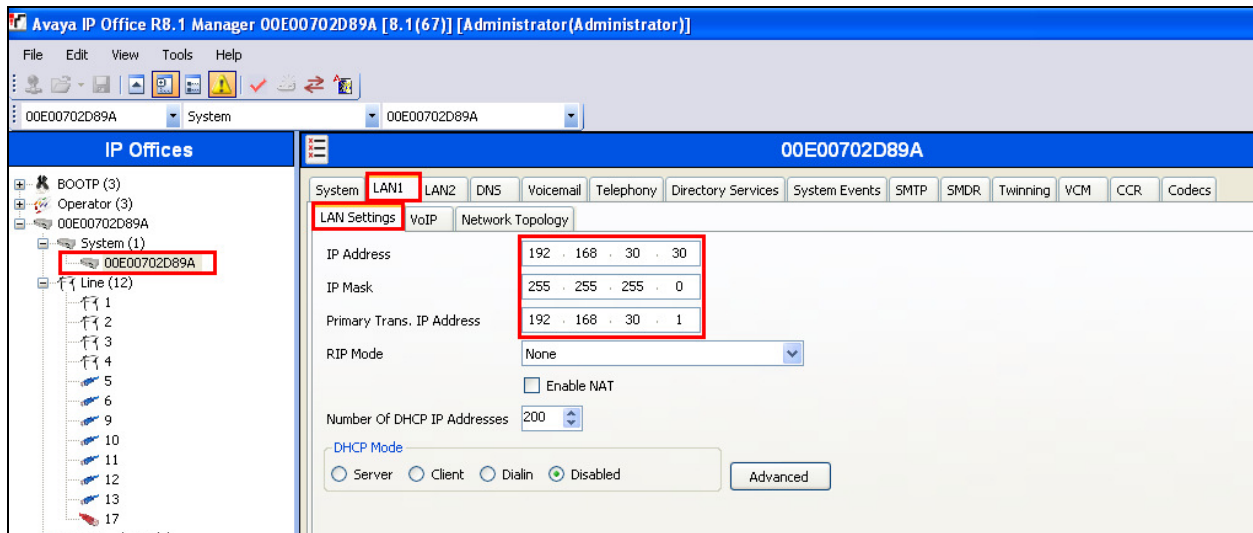 Avaya IP Office R8.1 Manager 00E00702D89A [8.1(67)] [Administrator(Administrator)]
File Edit View Tools Help
00E00702D89A System 00E00702D89A
IP Offices
BOOTP (3)
Operator (3)
00E00702D89A
System (1)
00E00702D89A
Line (12)
1
2
3
4
5
6
9
10
11
12
13
17
00E00702D89A
System LAN1 LAN2 DNS Voicemail Telephony Directory Services System Events SMTP SMDR Twinning VCM CCR Codecs
LAN Settings VoIP Network Topology
IP Address 192 . 168 . 30 . 30
IP Mask 255 . 255 . 255 . 0
Primary Trans. IP Address 192 . 168 . 30 . 1
RIP Mode None
Enable NAT
Number Of DHCP IP Addresses 200
DHCP Mode
Server Client Dialin Disabled Advanced